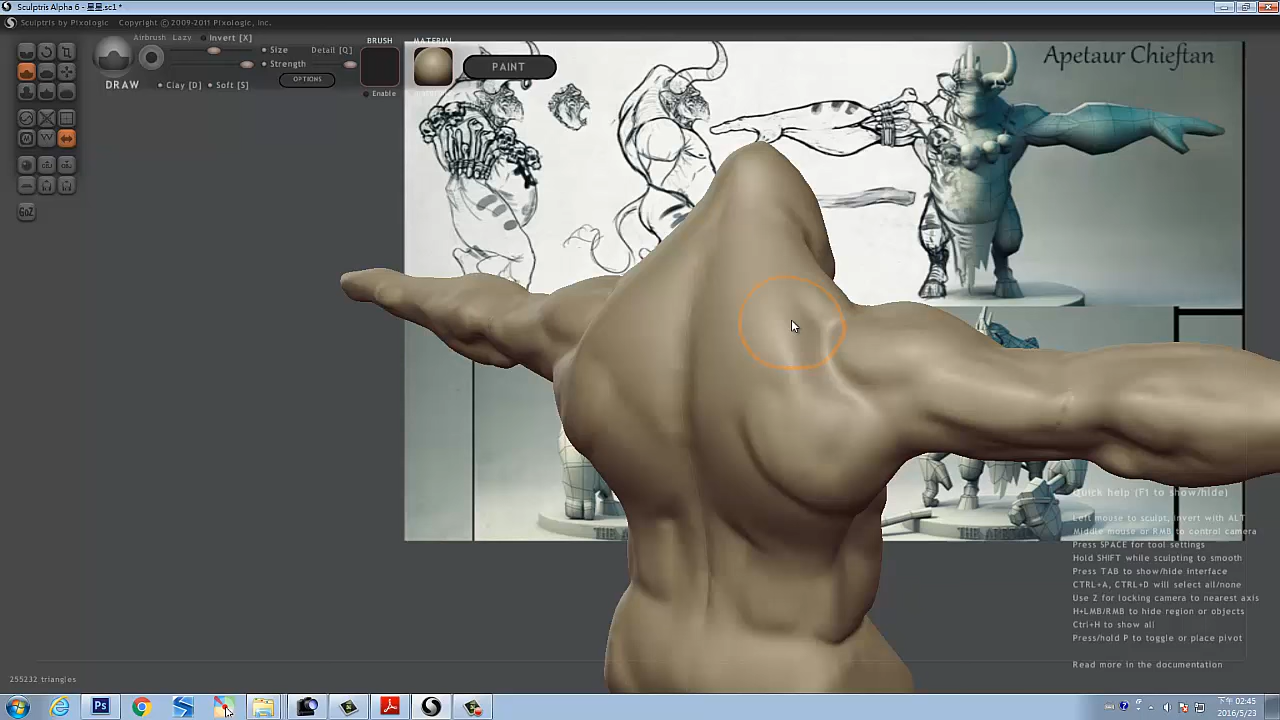 Sculptris Alpha 6 - 星星.sc1 *
Sculptris by Pixologic Copyright © 2009-2011 Pixologic, Inc.
Airbrush Lazy Invert [X]
BRUSH
MATERIAL
Size Detail [Q]
Strength
OPTIONS
PAINT
DRAW
Clay [D] Soft [S]
Enable
Apetaur Chieftan
GoZ
Quick help (F1 to show/hide)
Left mouse to sculpt, invert with ALT
Middle mouse or RMB to control camera
Press SPACE for tool settings
Hold SHIFT while sculpting to smooth
Press TAB to show/hide interface
CTRL+A, CTRL+D will select all/none
Use Z for locking camera to nearest axis
H+LMB/RMB to hide region or objects
Ctrl+H to show all
Press/hold P to toggle or place pivot
Read more in the documentation
255232 triangles
Ps
下午 02:45
2016/5/23